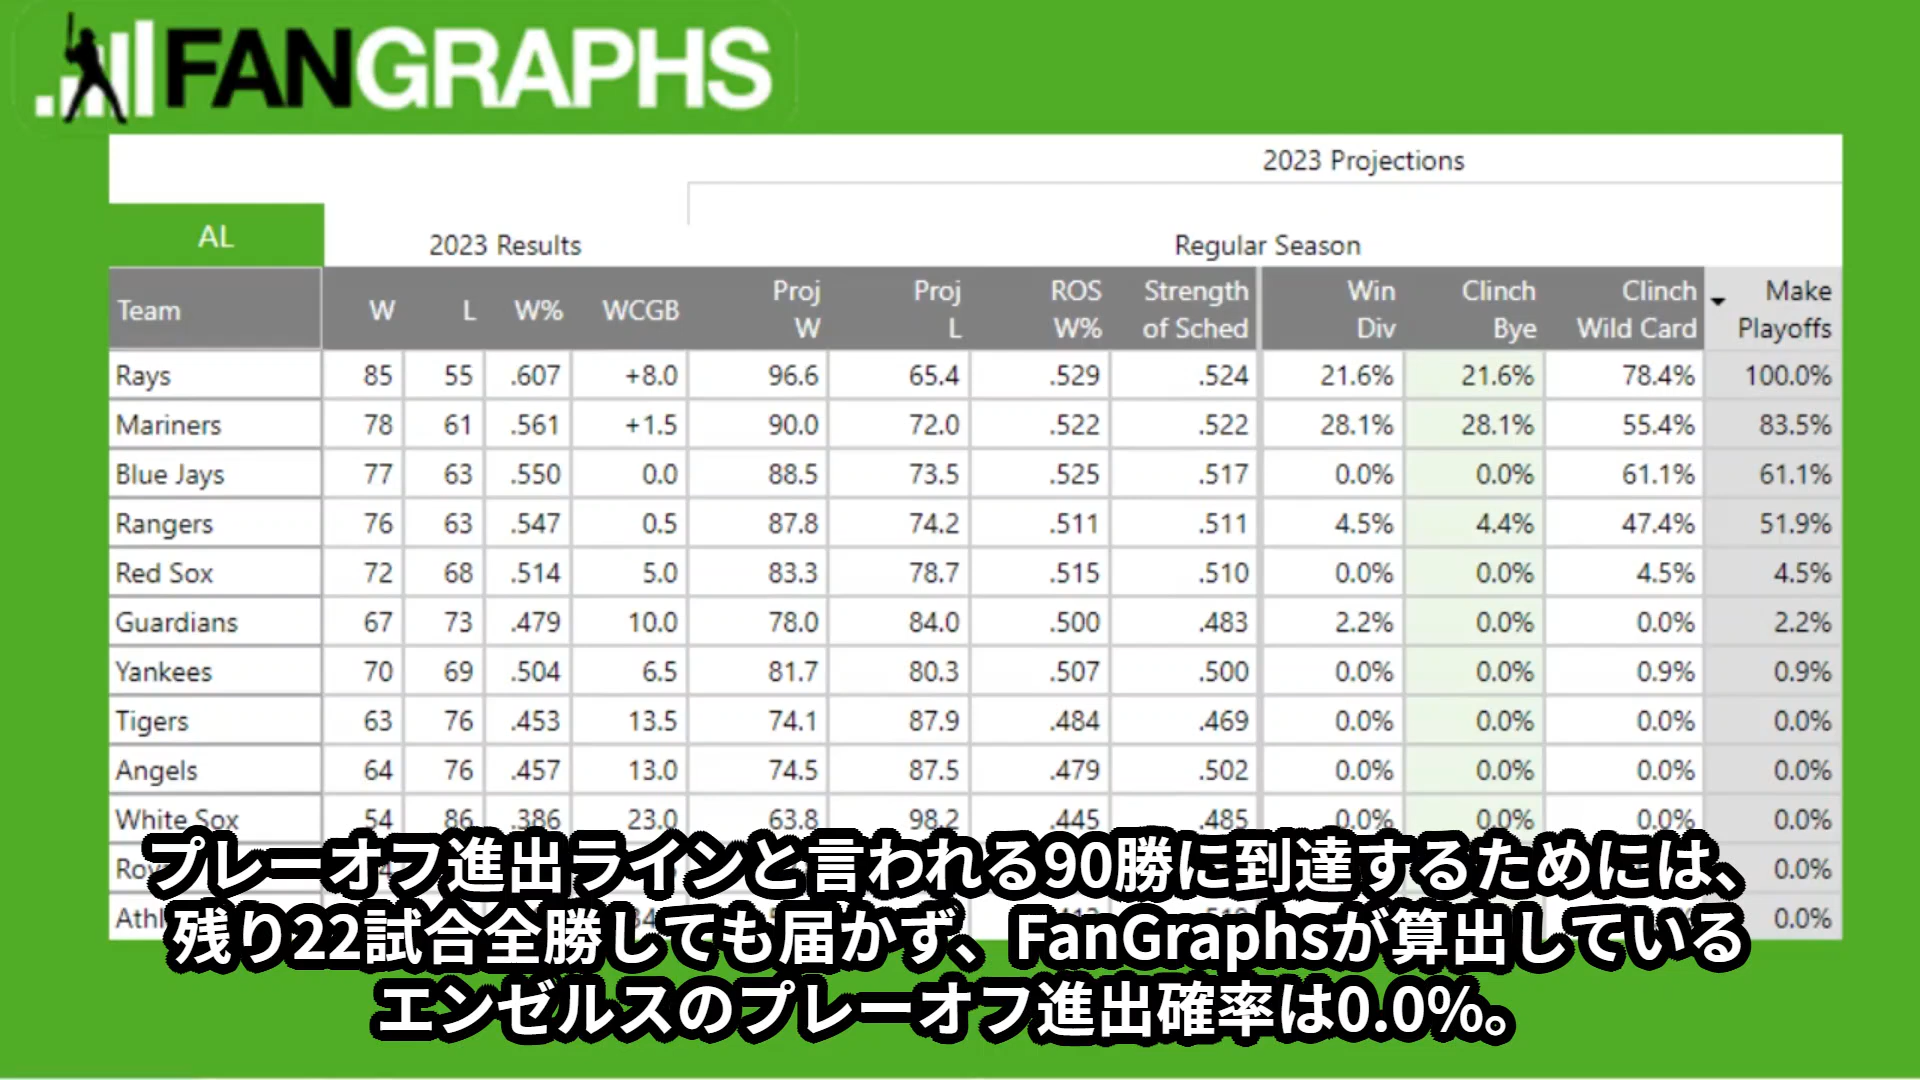 FANGRAPHS
2023 Projections
AL 2023 Results Regular Season
Team W L W% WCGB Proj W Proj L ROS W% Strength of Sched Win Div Clinch Bye Clinch Wild Card Make Playoffs
Rays 85 55 .607 +8.0 96.6 65.4 .529 .524 21.6% 21.6% 78.4% 100.0%
Mariners 78 61 .561 +1.5 90.0 72.0 .522 .522 28.1% 28.1% 55.4% 83.5%
Blue Jays 77 63 .550 0.0 88.5 73.5 .525 .517 0.0% 0.0% 61.1% 61.1%
Rangers 76 63 .547 0.5 87.8 74.2 .511 .511 4.5% 4.4% 47.4% 51.9%
Red Sox 72 68 .514 5.0 83.3 78.7 .515 .510 0.0% 0.0% 4.5% 4.5%
Guardians 67 73 .479 10.0 78.0 84.0 .500 .483 2.2% 0.0% 0.0% 2.2%
Yankees 70 69 .504 6.5 81.7 80.3 .507 .500 0.0% 0.0% 0.9% 0.9%
Tigers 63 76 .453 13.5 74.1 87.9 .484 .469 0.0% 0.0% 0.0% 0.0%
Angels 64 76 .457 13.0 74.5 87.5 .479 .502 0.0% 0.0% 0.0% 0.0%
White Sox 54 86 .386 23.0 63.8 98.2 .445 .485 0.0% 0.0% 0.0% 0.0%
0.0%
0.0%
プレーオフ進出ラインと言われる90勝に到達するためには、
残り22試合全勝しても届かず、FanGraphsが算出している
エンゼルスのプレーオフ進出確率は0.0%。